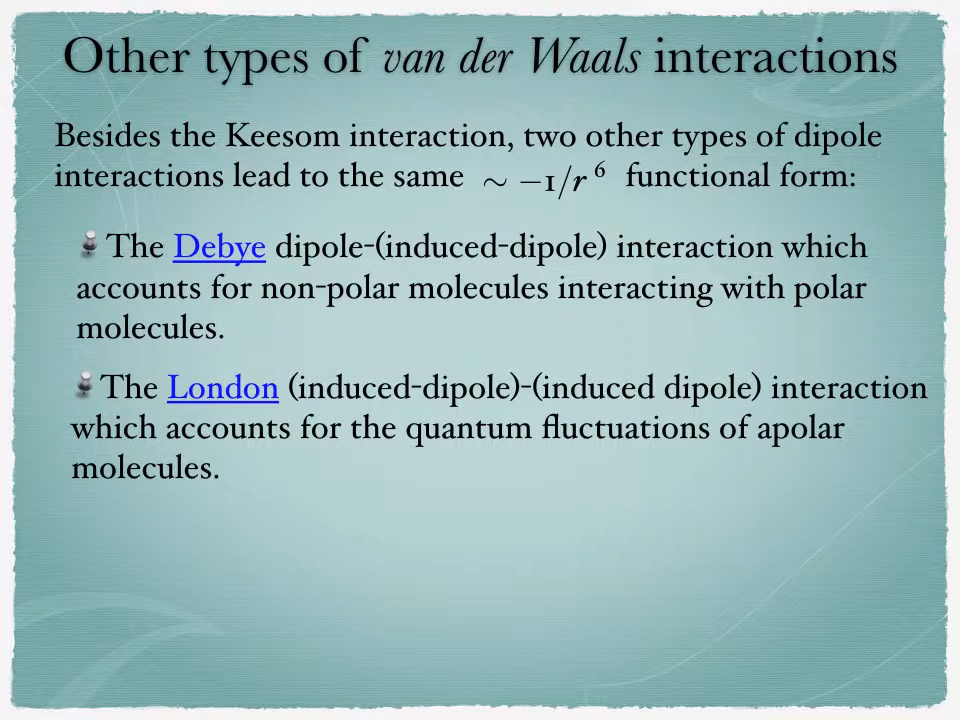 Other types of van der Waals interactions
Besides the Keesom interaction, two other types of dipole
interactions lead to the same ∼ −1/r⁶ functional form:
The Debye dipole-(induced-dipole) interaction which
accounts for non-polar molecules interacting with polar
molecules.
The London (induced-dipole)-(induced dipole) interaction
which accounts for the quantum fluctuations of apolar
molecules.